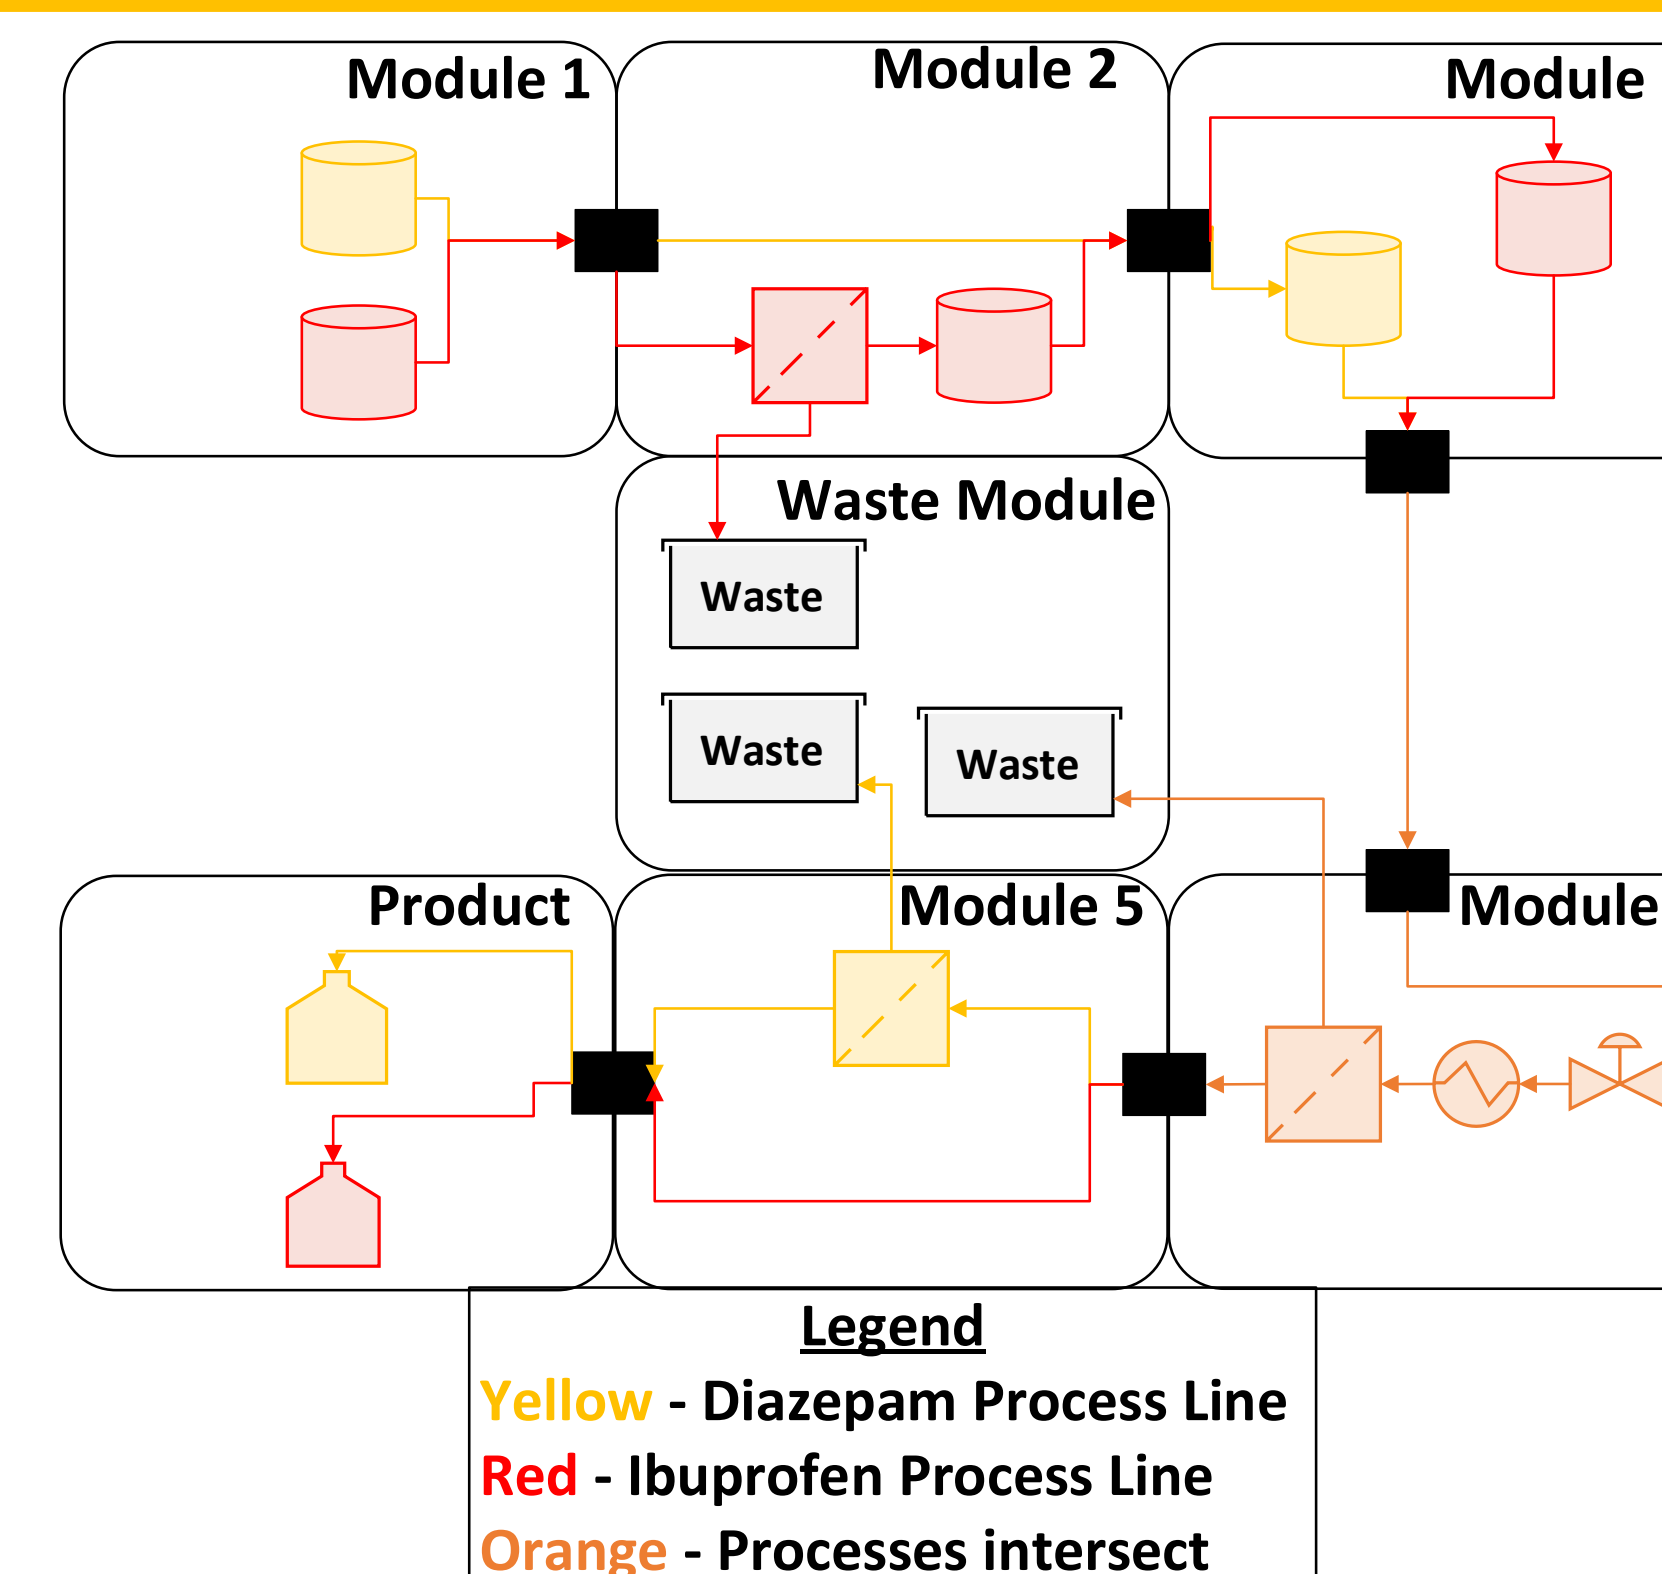 Module 1
Module 2
Module
Waste Module
Waste
Waste
Waste
Product
Module 5
Module
Legend
Yellow - Diazepam Process Line
Red - Ibuprofen Process Line
Orange - Processes intersect